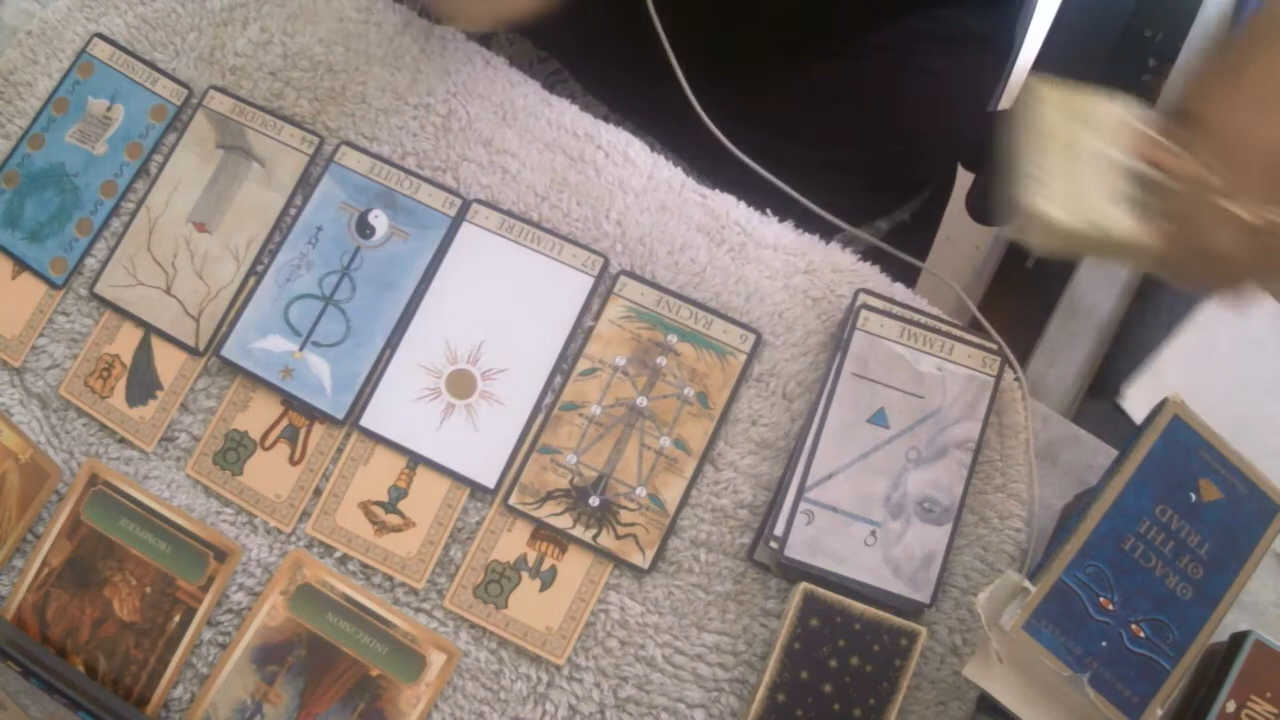 10 · REUSSITE
44 · FOUDRE
41 · EQUITE
57 · LUMIERE
6 · RACINE
25 · FEMME
TROMPERIE
INDECISION
ORACLE
OF THE
TRIAD